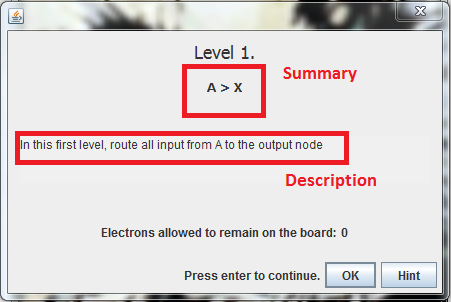 Level 1.
A > X
Summary
In this first level, route all input from A to the output node
Description
Electrons allowed to remain on the board: 0
Press enter to continue. OK Hint